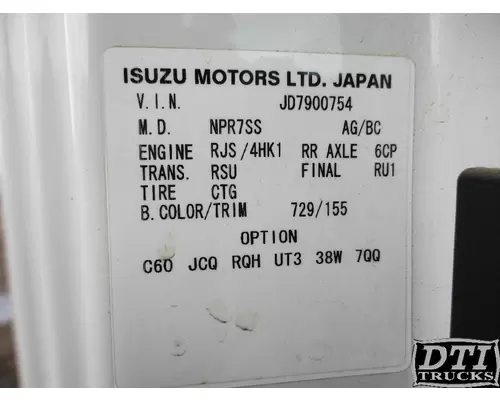 ISUZU MOTORS LTD. JAPAN
V.I.N. JD7900754
M.D. NPR7SS AG/BC
ENGINE RJS/4HK1 RR AXLE 6CP
TRANS. RSU FINAL RU1
TIRE CTG
B.COLOR/TRIM 729/155
OPTION
C60 JCQ RQH UT3 38W 7QQ
DTI
TRUCKS